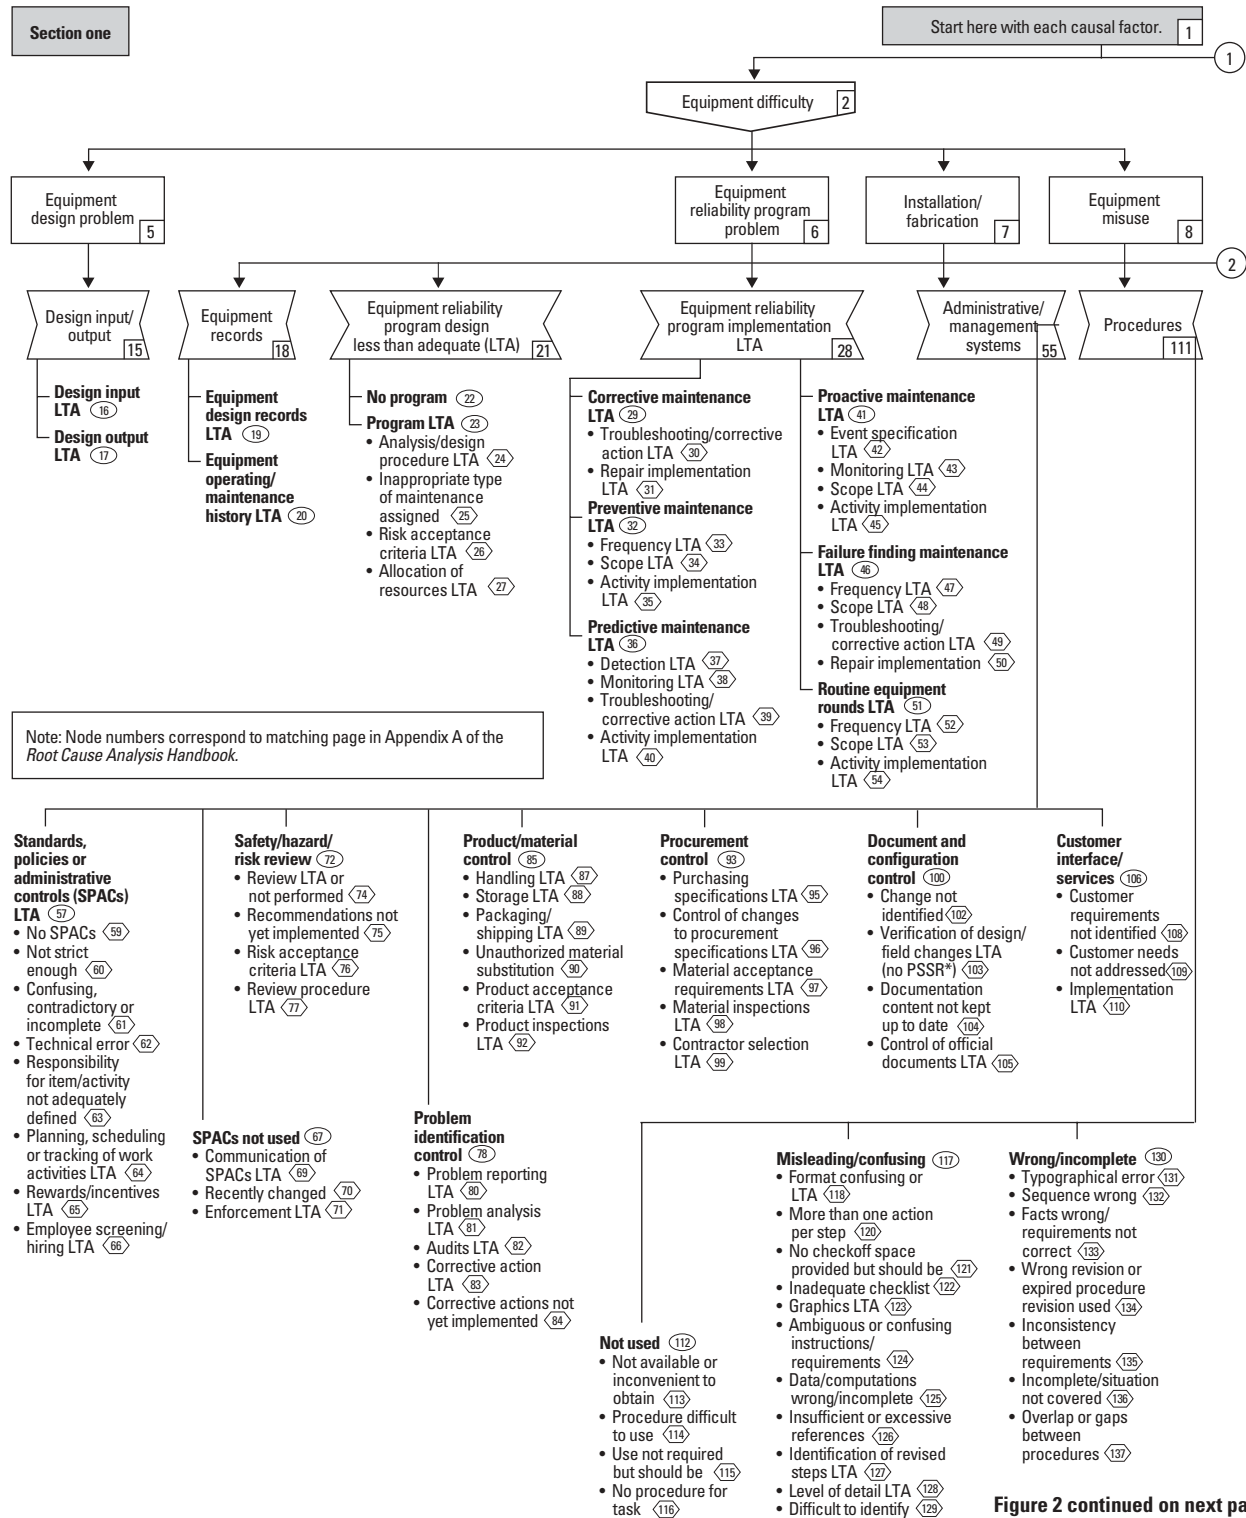 Section one
Start here with each causal factor. 1
1
Equipment difficulty 2
Equipment
design problem 5
Equipment
reliability program
problem 6
Installation/
fabrication 7
Equipment
misuse 8
2
Design input/
output 15
Equipment
records 18
Equipment reliability
program design
less than adequate (LTA) 21
Equipment reliability
program implementation
LTA 28
Administrative/
management
systems 55
Procedures
111
Design input
LTA 16
Design output
LTA 17
Equipment
design records
LTA 19
Equipment
operating/
maintenance
history LTA 20
No program 22
Program LTA 23
• Analysis/design
procedure LTA 24
• Inappropriate type
of maintenance
assigned 25
• Risk acceptance
criteria LTA 26
• Allocation of
resources LTA 27
Corrective maintenance
LTA 29
• Troubleshooting/corrective
action LTA 30
• Repair implementation
LTA 31
Preventive maintenance
LTA 32
• Frequency LTA 33
• Scope LTA 34
• Activity implementation
LTA 35
Predictive maintenance
LTA 36
• Detection LTA 37
• Monitoring LTA 38
• Troubleshooting/
corrective action LTA 39
• Activity implementation
LTA 40
Proactive maintenance
LTA 41
• Event specification
LTA 42
• Monitoring LTA 43
• Scope LTA 44
• Activity implementation
LTA 45
Failure finding maintenance
LTA 46
• Frequency LTA 47
• Scope LTA 48
• Troubleshooting/
corrective action LTA 49
• Repair implementation 50
Routine equipment
rounds LTA 51
• Frequency LTA 52
• Scope LTA 53
• Activity implementation
LTA 54
Note: Node numbers correspond to matching page in Appendix A of the
Root Cause Analysis Handbook.
Standards,
policies or
administrative
controls (SPACs)
LTA 57
• No SPACs 59
• Not strict
enough 60
• Confusing,
contradictory or
incomplete 61
• Technical error 62
• Responsibility
for item/activity
not adequately
defined 63
• Planning, scheduling
or tracking of work
activities LTA 64
• Rewards/incentives
LTA 65
• Employee screening/
hiring LTA 66
SPACs not used 67
• Communication of
SPACs LTA 69
• Recently changed 70
• Enforcement LTA 71
Safety/hazard/
risk review 72
• Review LTA or
not performed 74
• Recommendations not
yet implemented 75
• Risk acceptance
criteria LTA 76
• Review procedure
LTA 77
Problem
identification
control 78
• Problem reporting
LTA 80
• Problem analysis
LTA 81
• Audits LTA 82
• Corrective action
LTA 83
• Corrective actions not
yet implemented 84
Product/material
control 85
• Handling LTA 87
• Storage LTA 88
• Packaging/
shipping LTA 89
• Unauthorized material
substitution 90
• Product acceptance
criteria LTA 91
• Product inspections
LTA 92
Procurement
control 93
• Purchasing
specifications LTA 95
• Control of changes
to procurement
specifications LTA 96
• Material acceptance
requirements LTA 97
• Material inspections
LTA 98
• Contractor selection
LTA 99
Document and
configuration
control 100
• Change not
identified 102
• Verification of design/
field changes LTA
(no PSSR*) 103
• Documentation
content not kept
up to date 104
• Control of official
documents LTA 105
Customer
interface/
services 106
• Customer
requirements
not identified 108
• Customer needs
not addressed 109
• Implementation
LTA 110
Not used 112
• Not available or
inconvenient to
obtain 113
• Procedure difficult
to use 114
• Use not required
but should be 115
• No procedure for
task 116
Misleading/confusing 117
• Format confusing or
LTA 118
• More than one action
per step 120
• No checkoff space
provided but should be 121
• Inadequate checklist 122
• Graphics LTA 123
• Ambiguous or confusing
instructions/
requirements 124
• Data/computations
wrong/incomplete 125
• Insufficient or excessive
references 126
• Identification of revised
steps LTA 127
• Level of detail LTA 128
• Difficult to identify 129
Wrong/incomplete 130
• Typographical error 131
• Sequence wrong 132
• Facts wrong/
requirements not
correct 133
• Wrong revision or
expired procedure
revision used 134
• Inconsistency
between
requirements 135
• Incomplete/situation
not covered 136
• Overlap or gaps
between
procedures 137
Figure 2 continued on next pa